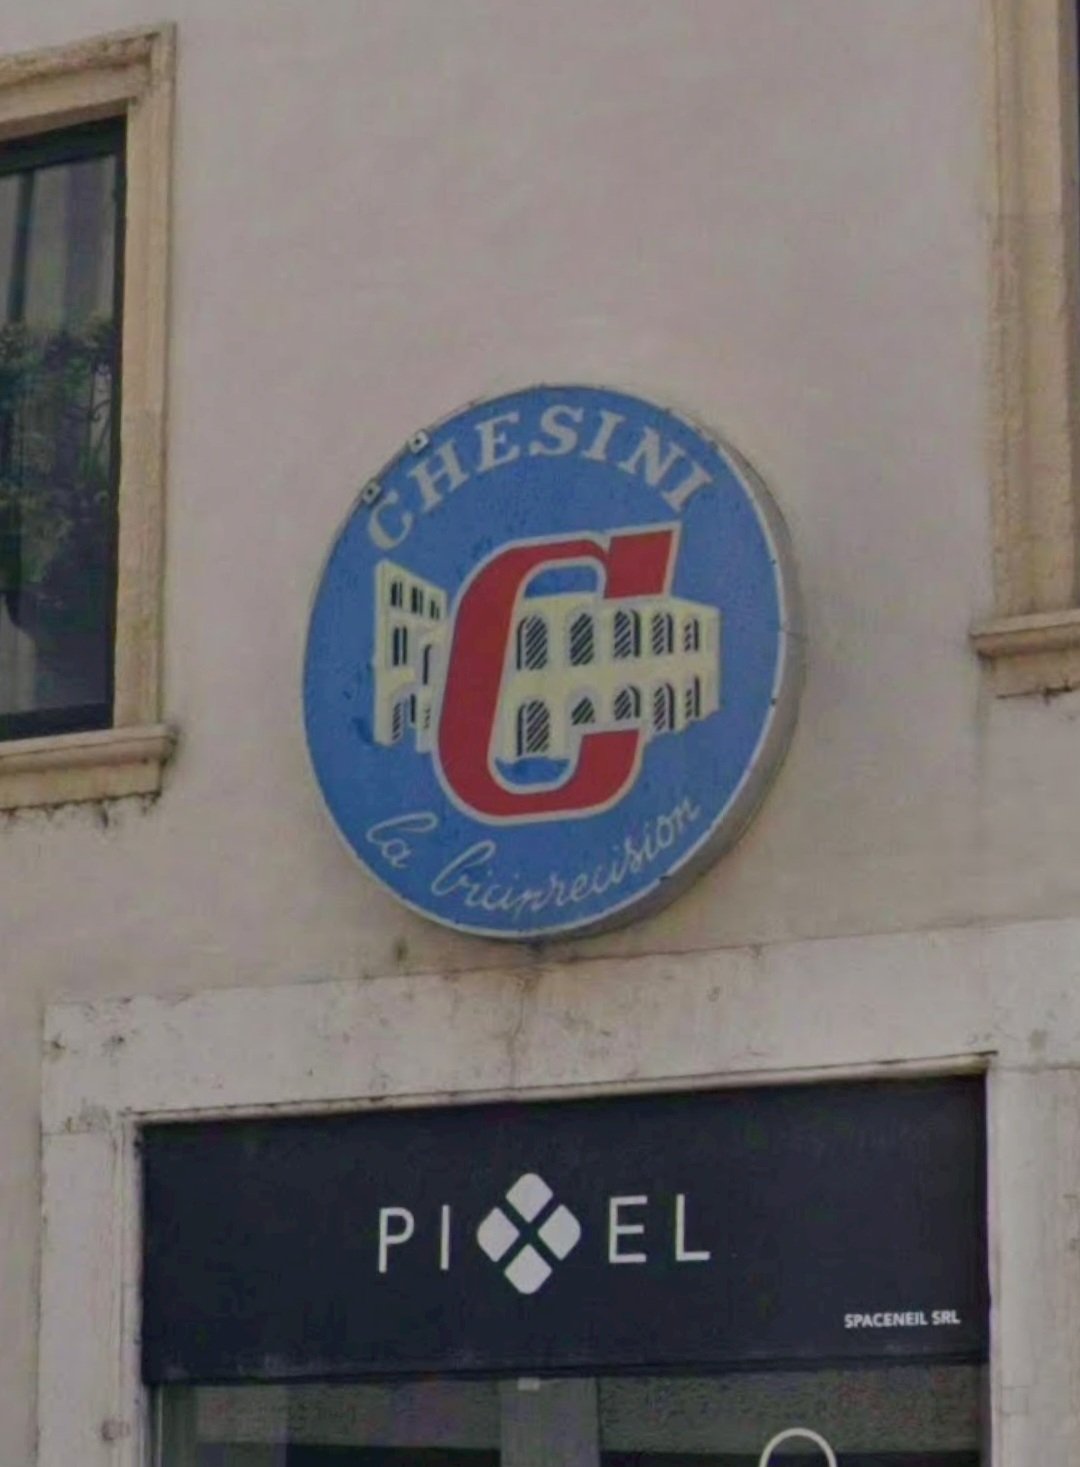 CHESINI
C
la biciprecision
PIXEL
SPACENEIL SRL